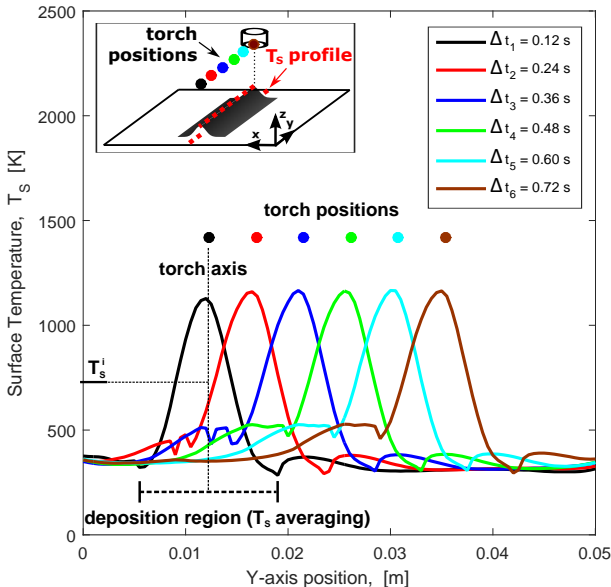 2500
2000
1500
1000
500
0
Surface Temperature, T_S [K]
torch
positions
T_S profile
z
y
x
Δt₁ = 0.12 s
Δt₂ = 0.24 s
Δt₃ = 0.36 s
Δt₄ = 0.48 s
Δt₅ = 0.60 s
Δt₆ = 0.72 s
torch positions
torch axis
T_s^i
deposition region (T_S averaging)
0 0.01 0.02 0.03 0.04 0.05
Y-axis position, [m]